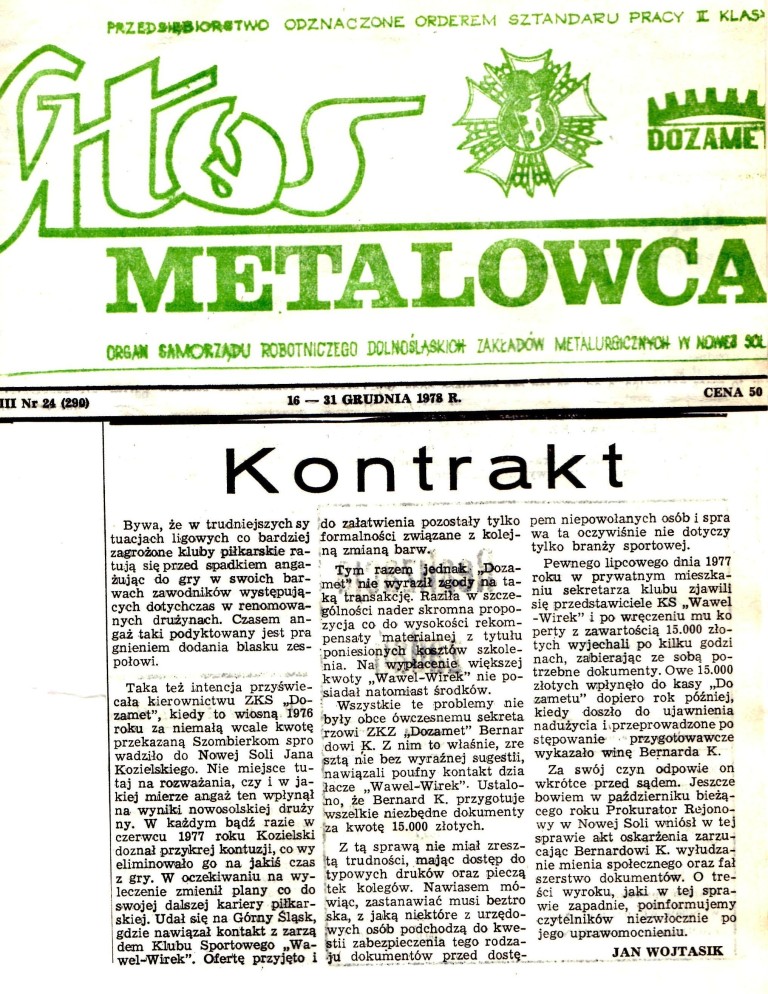 PRZEDSIĘBIORSTWO ODZNACZONE ORDEREM SZTANDARU PRACY II KLAS
Głos
DOZAMET
METALOWCA
ORGAN SAMORZĄDU ROBOTNICZEGO DOLNOŚLĄSKICH ZAKŁADÓW METALURGICZNYCH W NOWEJ SOL
III Nr 24 (290)
16 — 31 GRUDNIA 1978 R.
CENA 50
Kontrakt
Bywa, że w trudniejszych sy
tuacjach ligowych co bardziej
zagrożone kluby piłkarskie ra-
tują się przed spadkiem anga-
żując do gry w swoich bar-
wach zawodników występują-
cych dotychczas w renomowa-
nych drużynach. Czasem an-
gaż taki podyktowany jest pra
gnieniem dodania blasku zes-
połowi.
Taka też intencja przyświe-
cała kierownictwu ZKS „Do-
zamet”, kiedy to wiosną 1976
roku za niemałą wcale kwotę
przekazaną Szombierkom spro
wadziło do Nowej Soli Jana
Kozielskiego. Nie miejsce tu-
taj na rozważania, czy i w ja-
kiej mierze angaż ten wpłynął
na wyniki nowosolskiej druży
ny. W każdym bądź razie w
czerwcu 1977 roku Kozielski
doznał przykrej kontuzji, co wy
eliminowało go na jakiś czas
z gry. W oczekiwaniu na wy-
leczenie zmienił plany co do
swojej dalszej kariery piłkar-
skiej. Udał się na Górny Śląsk,
gdzie nawiązał kontakt z zarzą
dem Klubu Sportowego „Wa-
wel-Wirek”. Ofertę przyjęto i
do załatwienia pozostały tylko
formalności związane z kolej-
ną zmianą barw.
Tym razem jednak „Doza-
met” nie wyraził zgody na ta-
ką transakcję. Raziła w szcze-
gólności nader skromna propo-
zycja co do wysokości rekom-
pensaty materialnej z tytułu
poniesionych kosztów szkole-
nia. Na wypłacenie większej
kwoty „Wawel-Wirek” nie po-
siadał natomiast środków.
Wszystkie te problemy nie
były obce ówczesnemu sekreta
rzowi ZKZ „Dozamet” Bernar
dowi K. Z nim to właśnie, zre
sztą nie bez wyraźnej sugestli,
nawiązali poufny kontakt dzia
łacze „Wawel-Wirek”. Ustalo-
no, że Bernard K. przygotuje
wszelkie niezbędne dokumenty
za kwotę 15.000 złotych.
Z tą sprawą nie miał zresz-
tą trudności, mając dostęp do
typowych druków oraz pieczą
tek kolegów. Nawiasem mó-
wiąc, zastanawiać musi beztro
ska, z jaką niektóre z urzędo-
wych osób podchodzą do kwe-
stii zabezpieczenia tego rodza-
ju dokumentów przed dostę-
pem niepowołanych osób i spra
wa ta oczywiście nie dotyczy
tylko branży sportowej.
Pewnego lipcowego dnia 1977
roku w prywatnym mieszka-
niu sekretarza klubu zjawili
się przedstawiciele KS „Wawel
-Wirek” i po wręczeniu mu ko
perty z zawartością 15.000 zło-
tych wyjechali po kilku godzi
nach, zabierając ze sobą po-
trzebne dokumenty. Owe 15.000
złotych wpłynęło do kasy „Do
zametu” dopiero rok później,
kiedy doszło do ujawnienia
nadużycia i przeprowadzone po
stępowanie przygotowawcze
wykazało winę Bernarda K.
Za swój czyn odpowie on
wkrótce przed sądem. Jeszcze
bowiem w październiku bieżą-
cego roku Prokurator Rejono-
wy w Nowej Soli wniósł w tej
sprawie akt oskarżenia zarzu-
cając Bernardowi K. wyłudza-
nie mienia społecznego oraz fał
szerstwo dokumentów. O tre-
ści wyroku, jaki w tej spra-
wie zapadnie, poinformujemy
czytelników niezwłocznie po
jego uprawomocnieniu.
JAN WOJTASIK